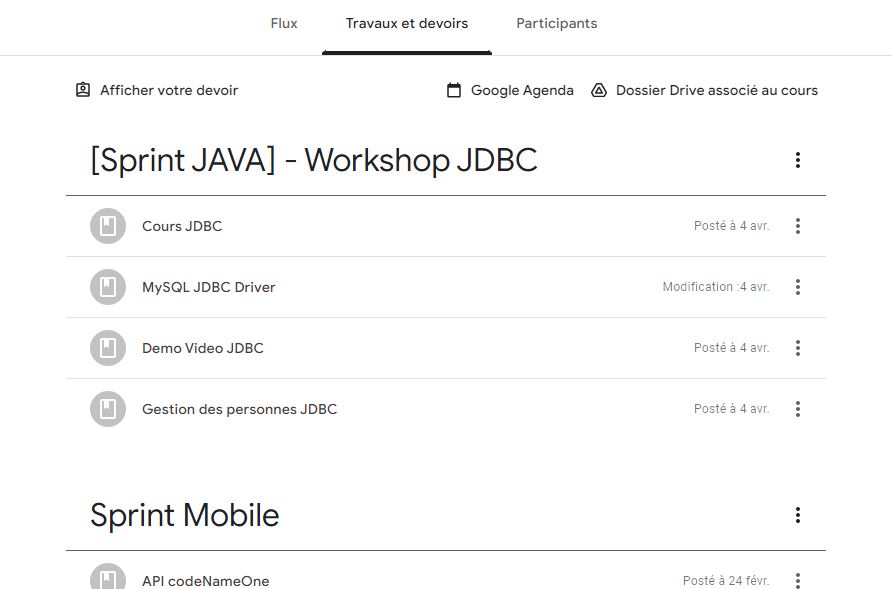 Flux
Travaux et devoirs
Participants
Afficher votre devoir
Google Agenda
Dossier Drive associé au cours
[Sprint JAVA] - Workshop JDBC
Cours JDBC
Posté à 4 avr.
MySQL JDBC Driver
Modification :4 avr.
Demo Video JDBC
Posté à 4 avr.
Gestion des personnes JDBC
Posté à 4 avr.
Sprint Mobile
API codeNameOne
Posté à 24 févr.